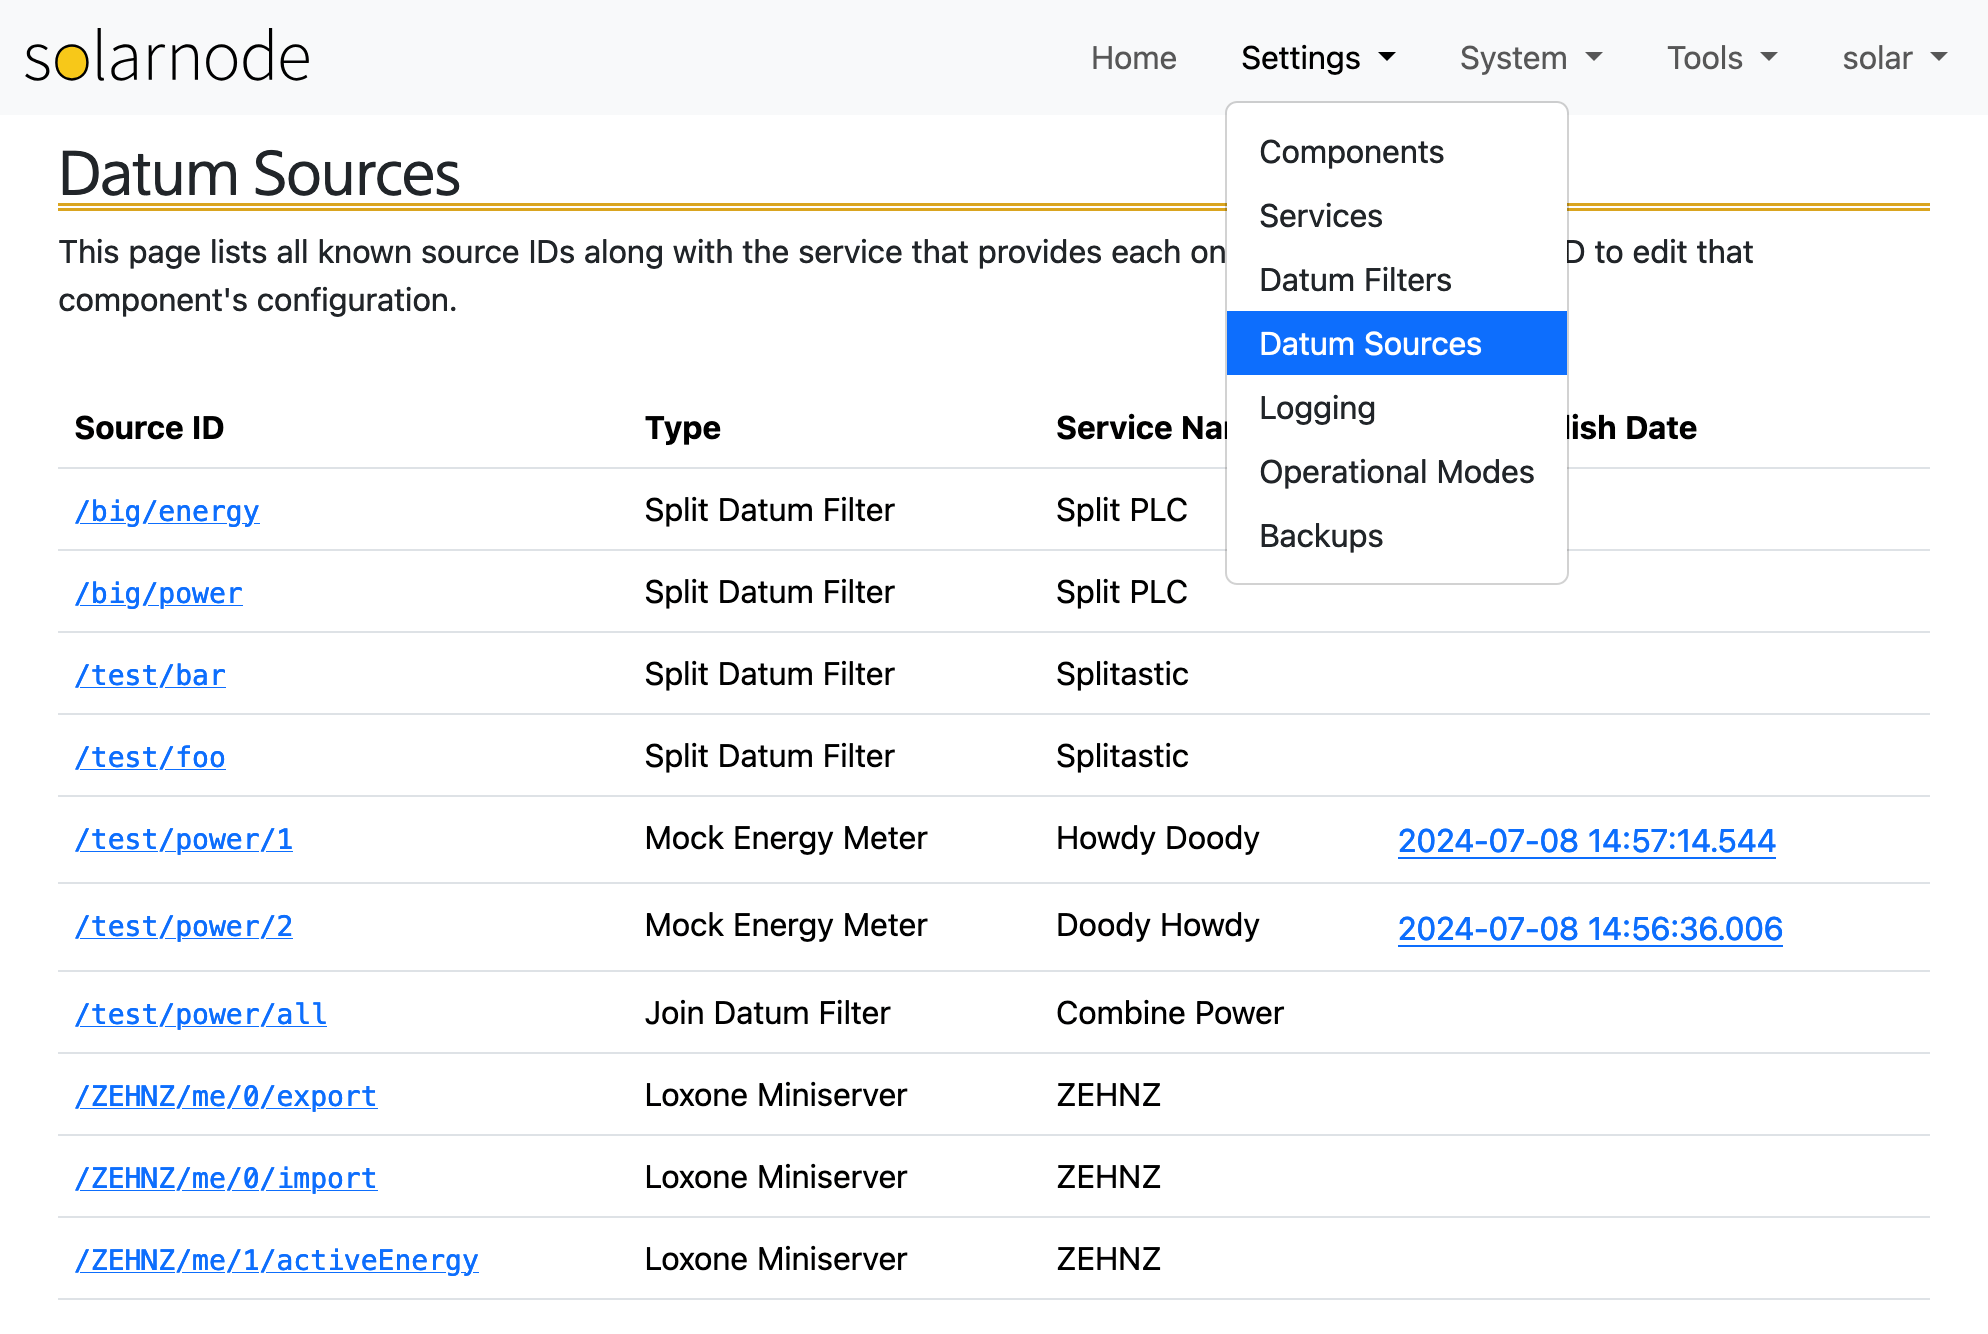 solarnode
Home Settings System Tools solar
Components
Services
Datum Filters
Datum Sources
Logging
Operational Modes
Backups
Datum Sources
This page lists all known source IDs along with the service that provides each to edit that
component's configuration.
Source ID Type Service Date
/big/energy Split Datum Filter Split PLC
/big/power Split Datum Filter Split PLC
/test/bar Split Datum Filter Splitastic
/test/foo Split Datum Filter Splitastic
/test/power/1 Mock Energy Meter Howdy Doody 2024-07-08 14:57:14.544
/test/power/2 Mock Energy Meter Doody Howdy 2024-07-08 14:56:36.006
/test/power/all Join Datum Filter Combine Power
/ZEHNZ/me/0/export Loxone Miniserver ZEHNZ
/ZEHNZ/me/0/import Loxone Miniserver ZEHNZ
/ZEHNZ/me/1/activeEnergy Loxone Miniserver ZEHNZ